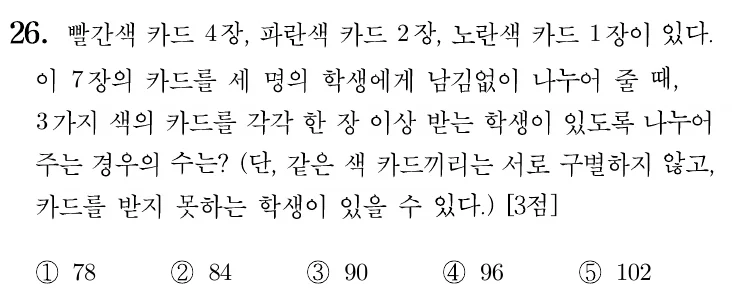 26. 빨간색 카드 4장, 파란색 카드 2장, 노란색 카드 1장이 있다.
이 7장의 카드를 세 명의 학생에게 남김없이 나누어 줄 때,
3가지 색의 카드를 각각 한 장 이상 받는 학생이 있도록 나누어
주는 경우의 수는? (단, 같은 색 카드끼리는 서로 구별하지 않고,
카드를 받지 못하는 학생이 있을 수 있다.) [3점]
① 78 ② 84 ③ 90 ④ 96 ⑤ 102